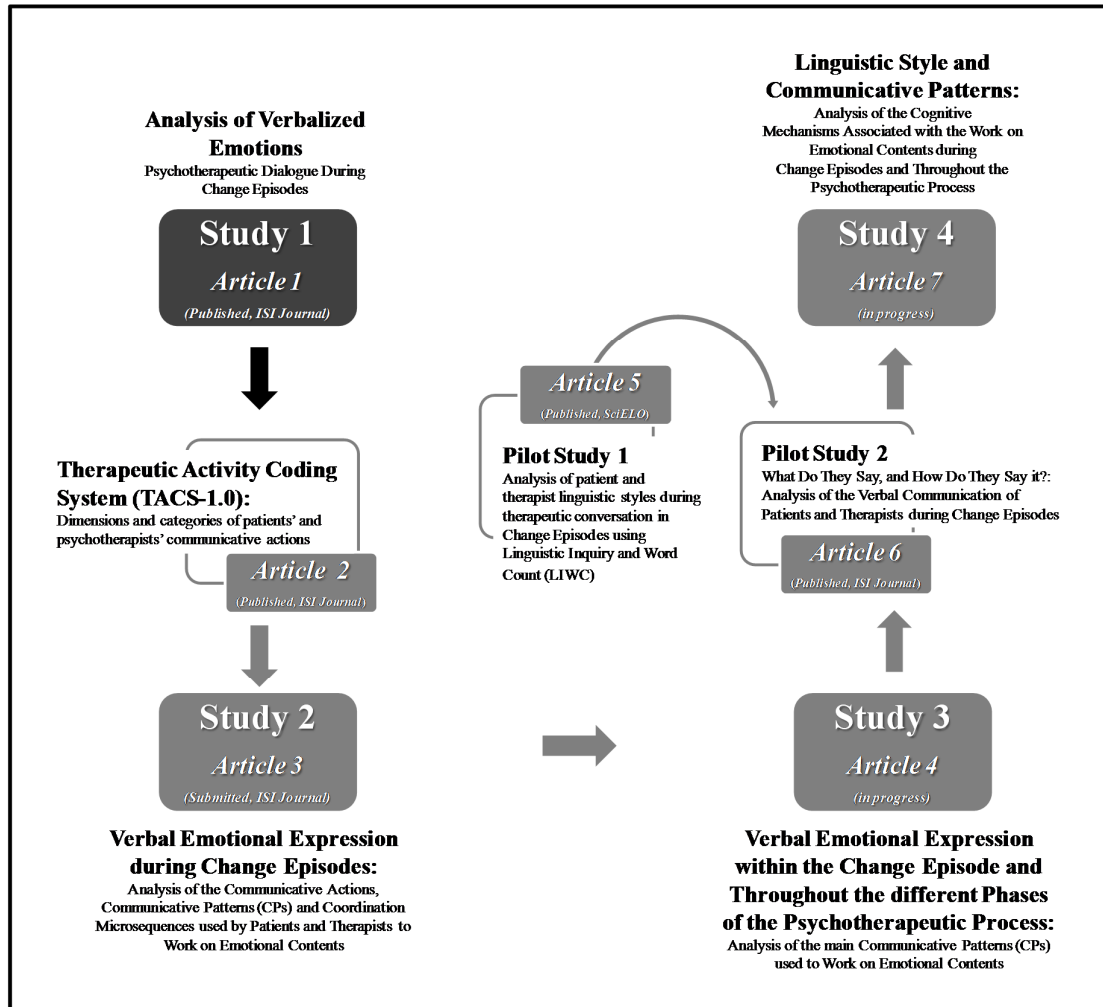 Analysis of Verbalized
Emotions
Psychotherapeutic Dialogue During
Change Episodes
Study 1
Article 1
(Published, ISI Journal)
Therapeutic Activity Coding
System (TACS-1.0):
Dimensions and categories of patients' and
psychotherapists' communicative actions
Article 2
(Published, ISI Journal)
Study 2
Article 3
(Submitted, ISI Journal)
Verbal Emotional Expression
during Change Episodes:
Analysis of the Communicative Actions,
Communicative Patterns (CPs) and Coordination
Microsequences used by Patients and Therapists to
Work on Emotional Contents
Article 5
(Published, SciELO)
Pilot Study 1
Analysis of patient and
therapist linguistic styles during
therapeutic conversation in
Change Episodes using
Linguistic Inquiry and Word
Count (LIWC)
Linguistic Style and
Communicative Patterns:
Analysis of the Cognitive
Mechanisms Associated with the Work on
Emotional Contents during
Change Episodes and Throughout the
Psychotherapeutic Process
Study 4
Article 7
(in progress)
Pilot Study 2
What Do They Say, and How Do They Say it?:
Analysis of the Verbal Communication of
Patients and Therapists during Change Episodes
Article 6
(Published, ISI Journal)
Study 3
Article 4
(in progress)
Verbal Emotional Expression
within the Change Episode and
Throughout the different Phases
of the Psychotherapeutic Process:
Analysis of the main Communicative Patterns (CPs)
used to Work on Emotional Contents